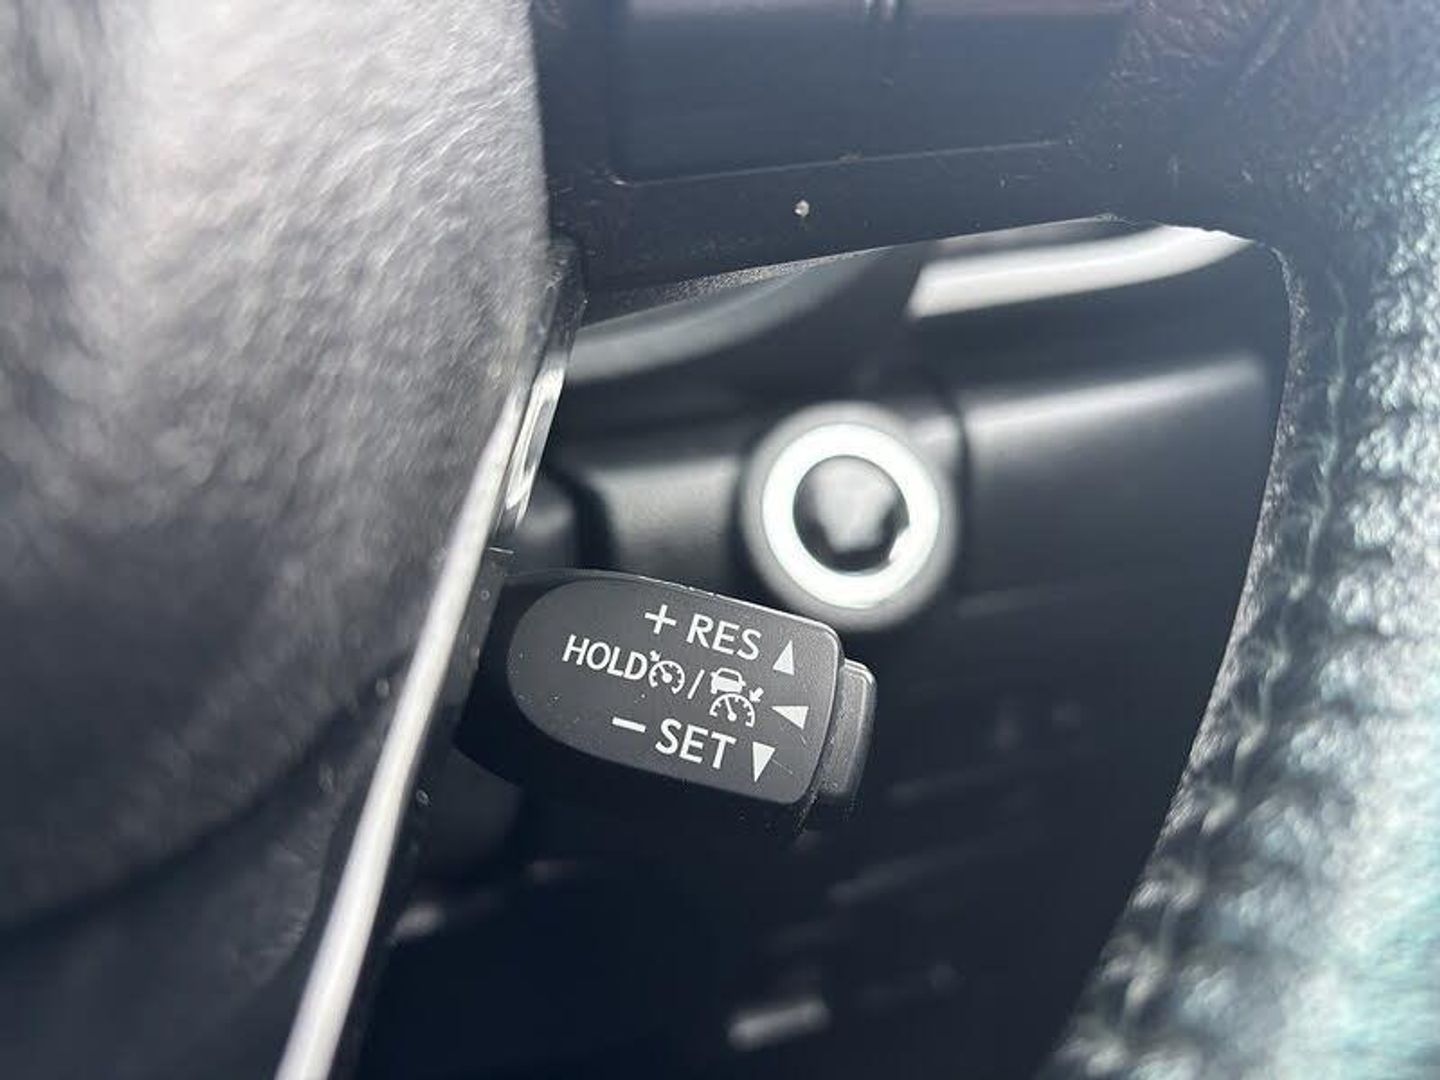 + RES
HOLD /
− SET